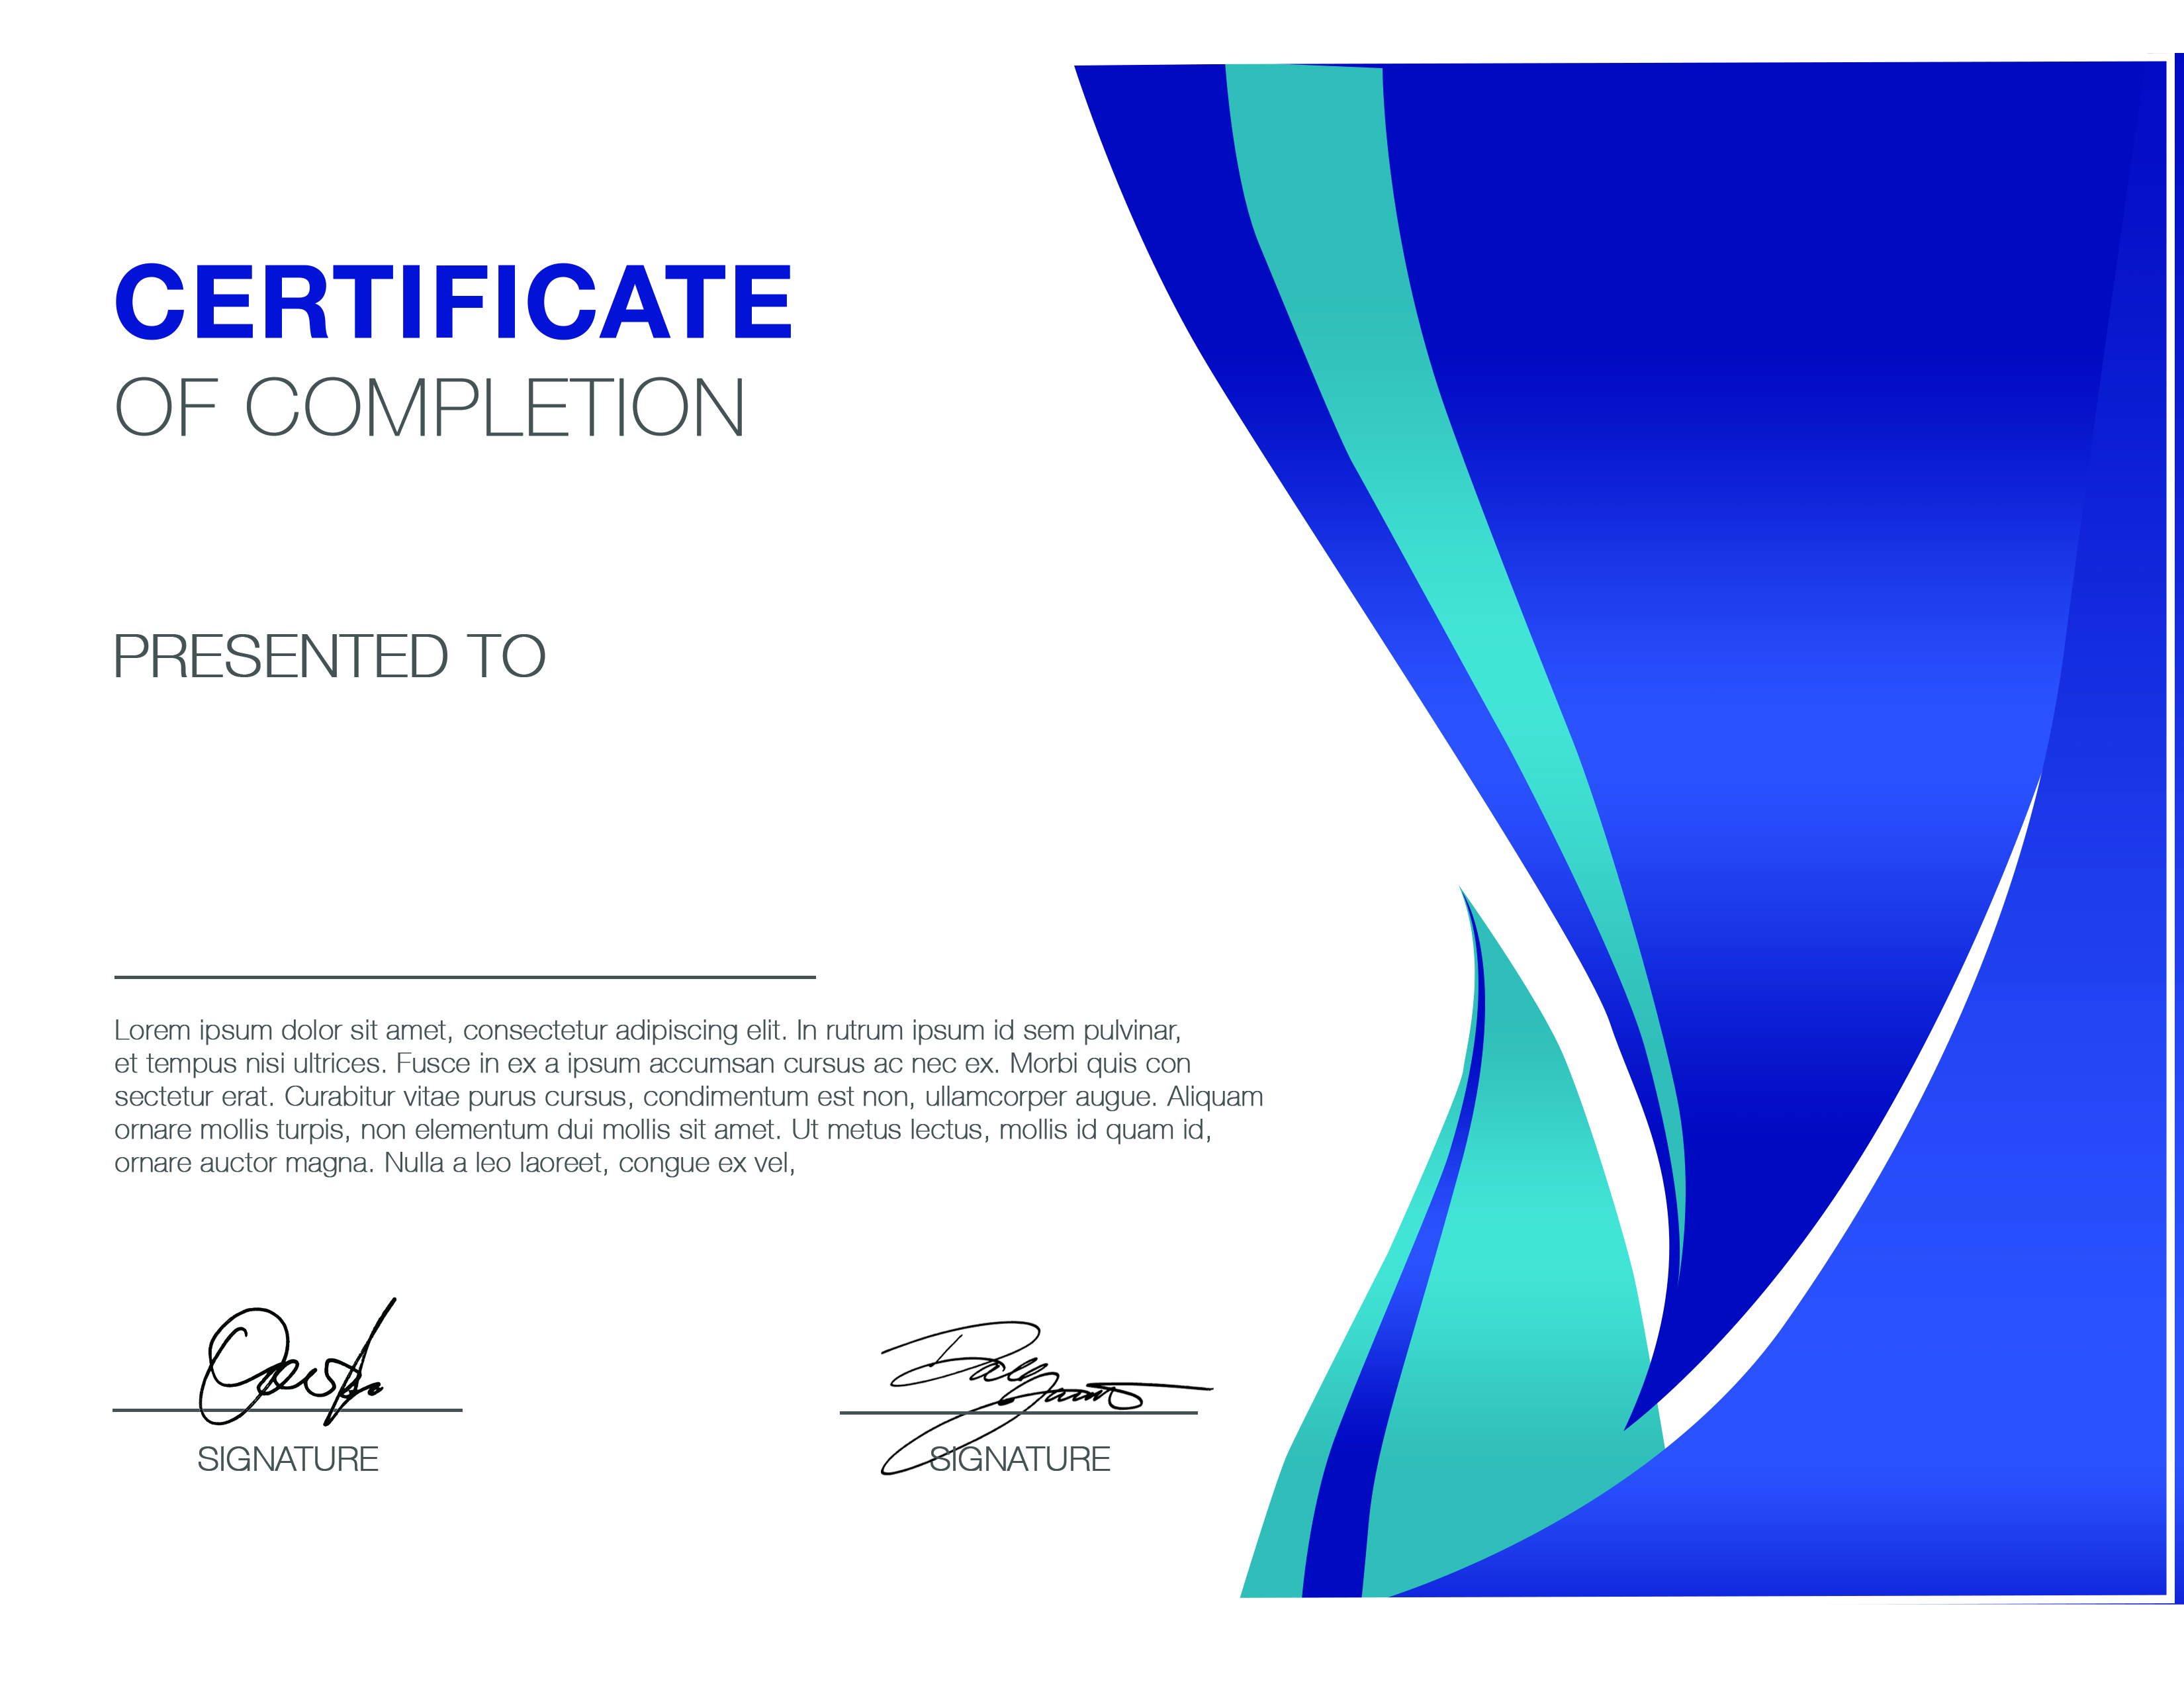 CERTIFICATE
OF COMPLETION
PRESENTED TO
Lorem ipsum dolor sit amet, consectetur adipiscing elit. In rutrum ipsum id sem pulvinar,
et tempus nisi ultrices. Fusce in ex a ipsum accumsan cursus ac nec ex. Morbi quis con
sectetur erat. Curabitur vitae purus cursus, condimentum est non, ullamcorper augue. Aliquam
ornare mollis turpis, non elementum dui mollis sit amet. Ut metus lectus, mollis id quam id,
ornare auctor magna. Nulla a leo laoreet, congue ex vel,
SIGNATURE
SIGNATURE